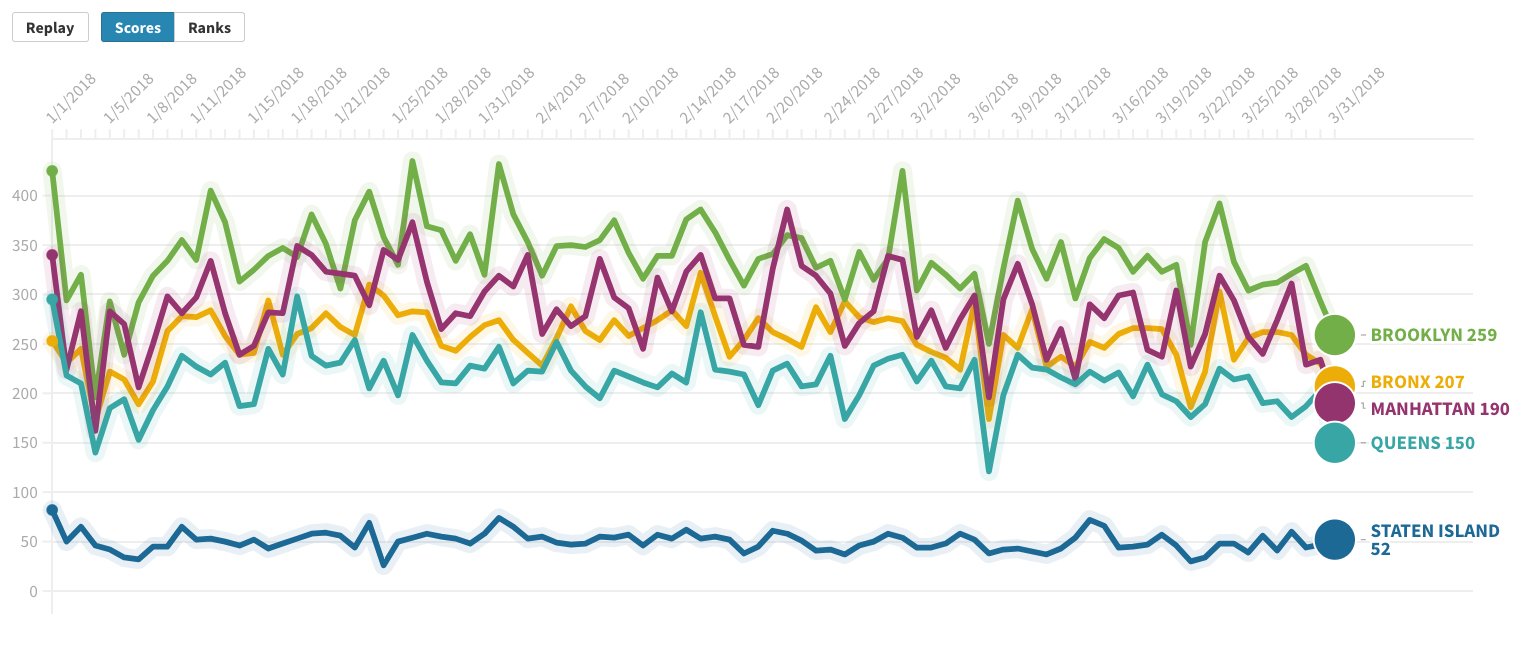 Replay Scores Ranks
1/1/2018 1/5/2018 1/8/2018 1/11/2018 1/15/2018 1/18/2018 1/21/2018 1/25/2018 1/28/2018 1/31/2018 2/4/2018 2/7/2018 2/10/2018 2/14/2018 2/17/2018 2/20/2018 2/24/2018 2/27/2018 3/2/2018 3/6/2018 3/9/2018 3/12/2018 3/16/2018 3/19/2018 3/22/2018 3/25/2018 3/28/2018 3/31/2018
400
350
300
BROOKLYN 259
250
BRONX 207
200
MANHATTAN 190
150
QUEENS 150
100
STATEN ISLAND
52
50
0